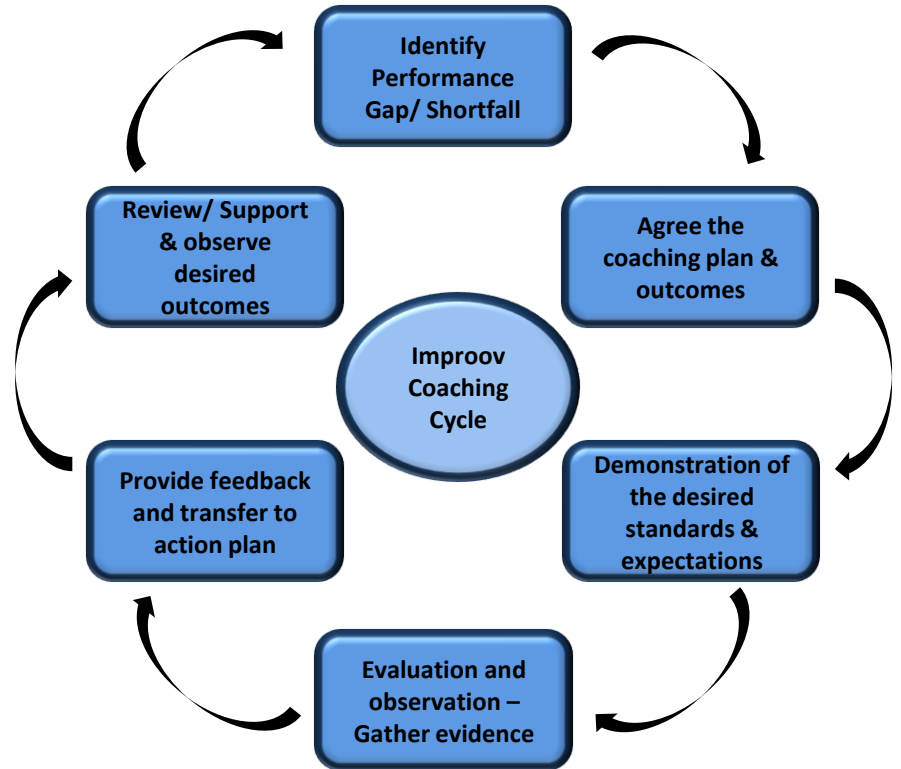 Identify
Performance
Gap/ Shortfall
Agree the
coaching plan &
outcomes
Demonstration of
the desired
standards &
expectations
Evaluation and
observation –
Gather evidence
Provide feedback
and transfer to
action plan
Review/ Support
& observe
desired
outcomes
Improov
Coaching
Cycle